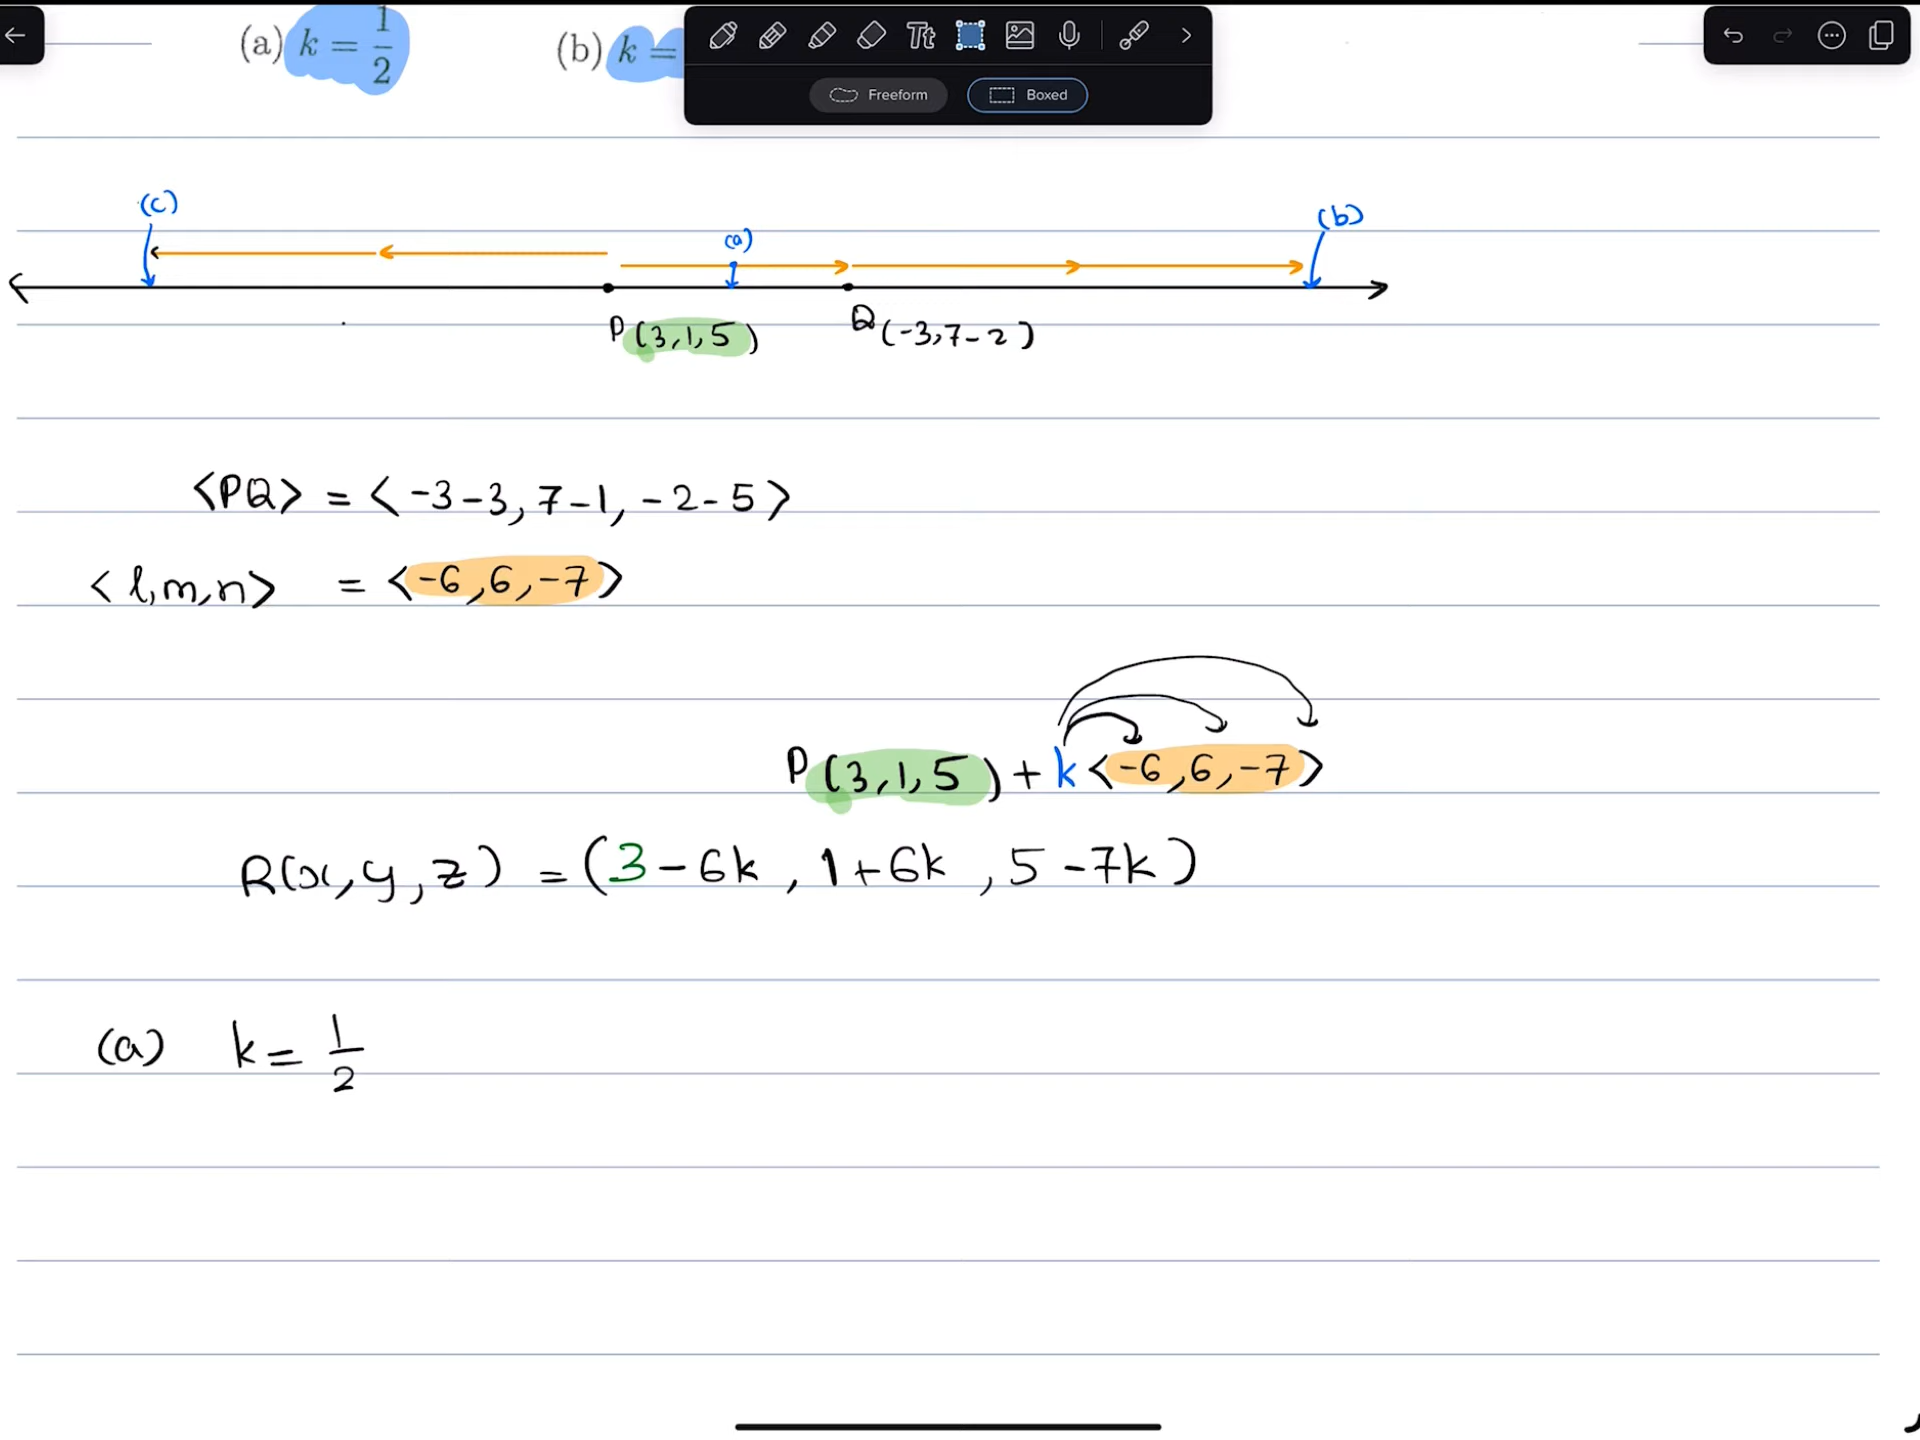 (a) k = 1/2 (b) k =
Freeform Boxed
(c) (a) (b)
P(3,1,5) Q(-3,7-2)
<PQ> = <-3-3, 7-1, -2-5>
<l,m,n> = <-6,6,-7>
P(3,1,5) + k<-6,6,-7>
R(x,y,z) = (3-6k, 1+6k, 5-7k)
(a) k = 1/2